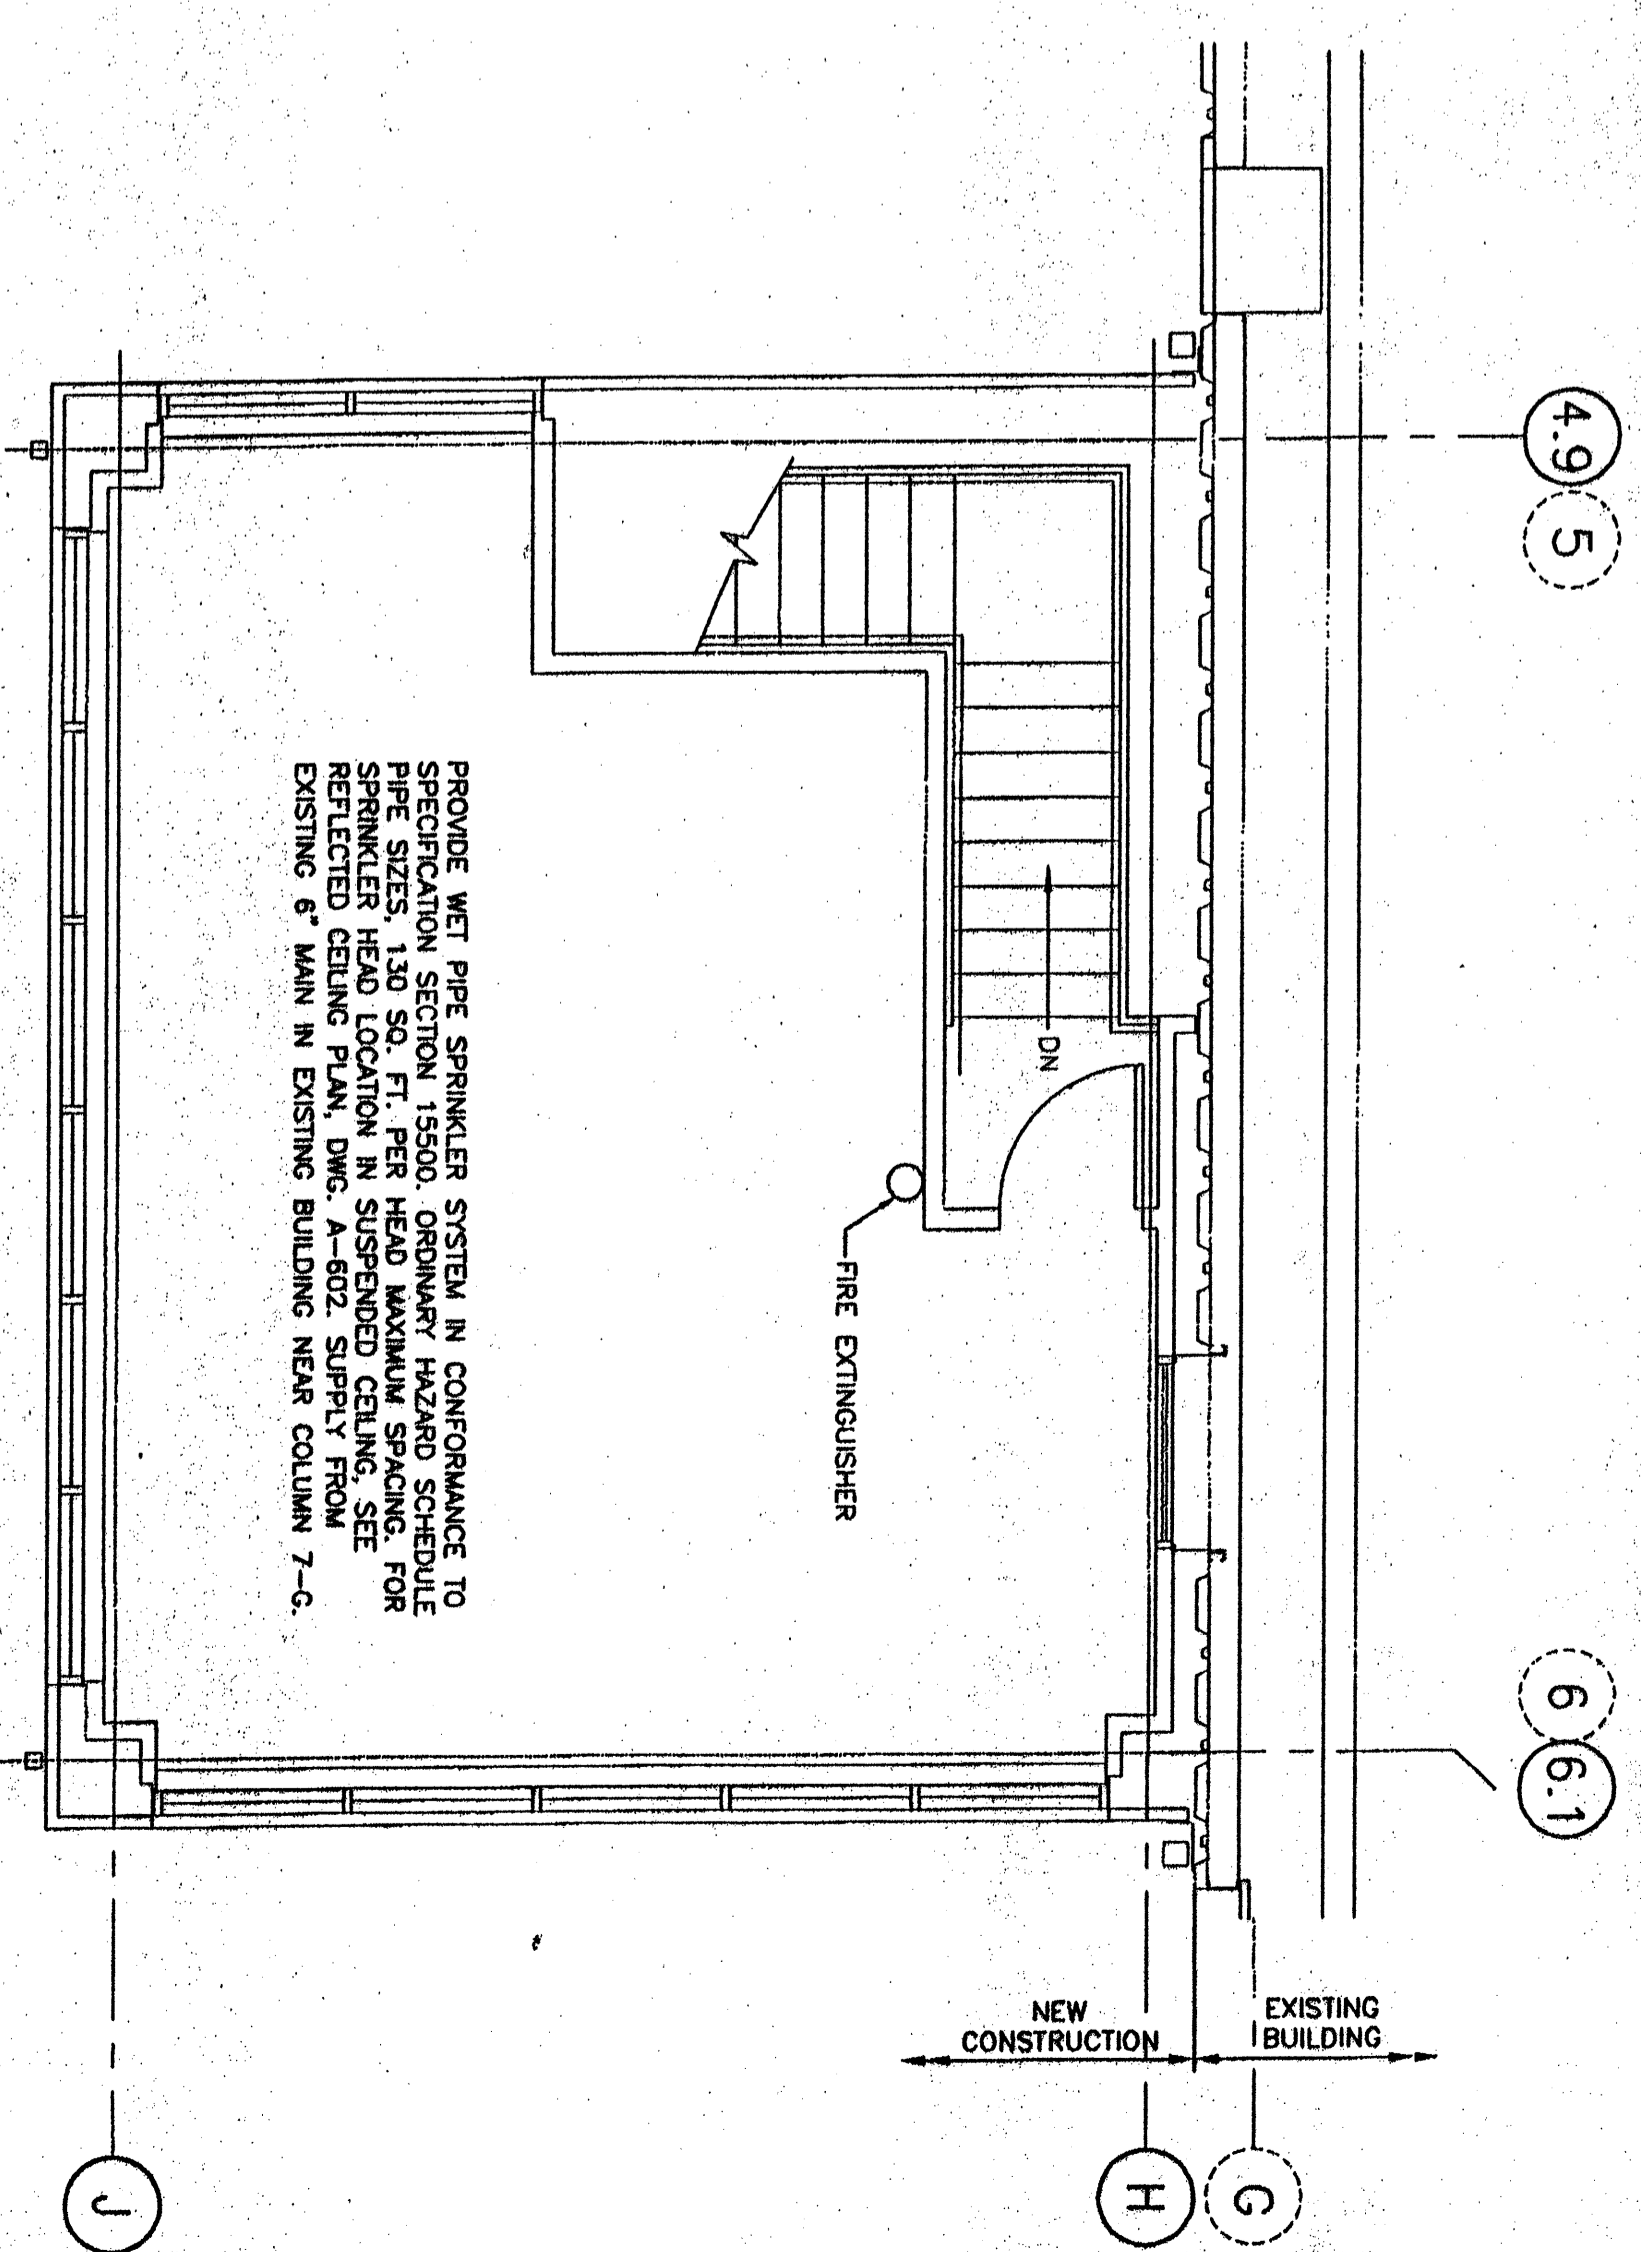 4.9
5
6
6.1
DN
FIRE EXTINGUISHER
PROVIDE WET PIPE SPRINKLER SYSTEM IN CONFORMANCE TO
SPECIFICATION SECTION 15500. ORDINARY HAZARD SCHEDULE
PIPE SIZES, 130 SQ. FT. PER HEAD MAXIMUM SPACING. FOR
SPRINKLER HEAD LOCATION IN SUSPENDED CEILING, SEE
REFLECTED CEILING PLAN, DWG. A-602. SUPPLY FROM
EXISTING 6" MAIN IN EXISTING BUILDING NEAR COLUMN 7-G.
EXISTING
BUILDING
NEW
CONSTRUCTION
G
H
J